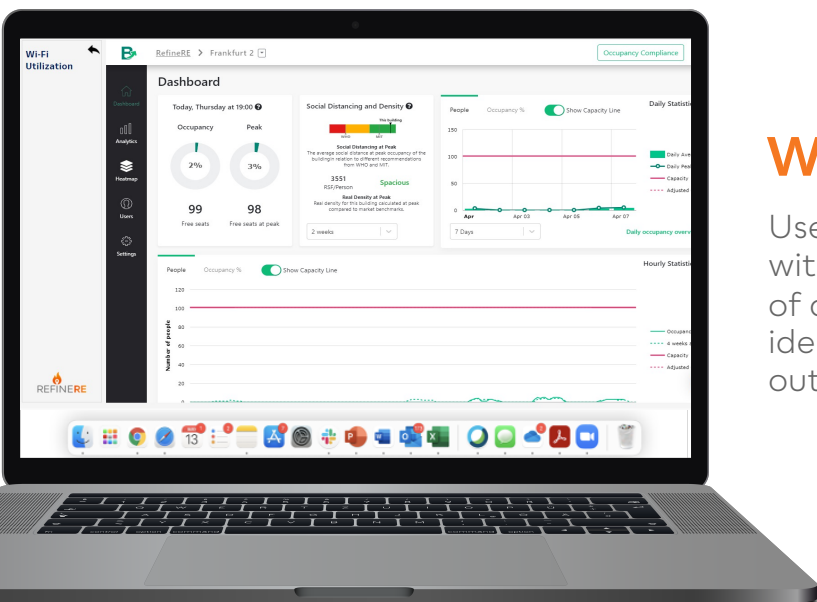 Wi-Fi
Utilization
RefineRE > Frankfurt 2
Occupancy Compliance
Dashboard
Dashboard
Analytics
Heatmap
Users
Settings
Today, Thursday at 19:00
Occupancy
Peak
2%
3%
99
98
Free seats
Free seats at peak
Social Distancing and Density
This building
WHO
MIT
Social Distancing at Peak
The average social distance at peak occupancy of the
building in relation to different recommendations
from WHO and MIT.
3551
RSF/Person
Spacious
Real Density at Peak
Real density for this building calculated at peak
compared to market benchmarks.
2 weeks
People
Occupancy %
Show Capacity Line
Daily Statistic
150
100
50
0
Apr
Apr 03
Apr 05
Apr 07
Daily Ave
Daily Pea
Capacity
Adjusted
7 Days
Daily occupancy overv
People
Occupancy %
Show Capacity Line
Hourly Statistic
Number of people
120
100
80
60
40
20
0
Occupanc
4 weeks a
Capacity
Adjusted
REFINERE
13
W
Use
wit
of
ide
out